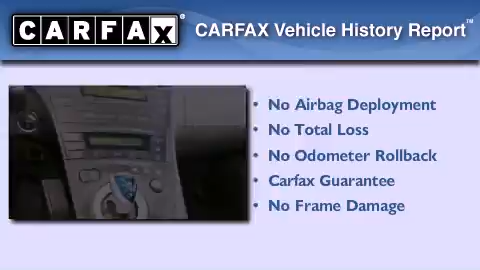 CARFAX®
CARFAX Vehicle History Report™
• No Airbag Deployment
• No Total Loss
• No Odometer Rollback
• Carfax Guarantee
• No Frame Damage